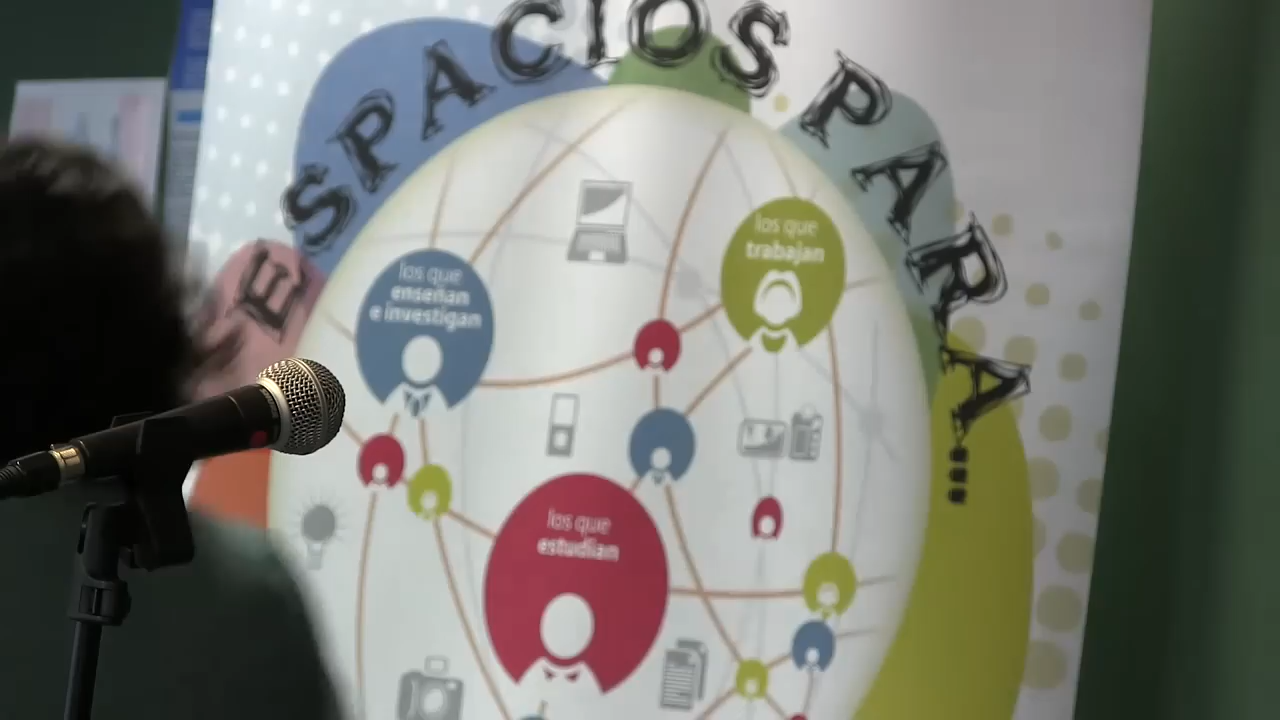 ESPACIOS PARA...
los que
enseñan
e investigan
los que
trabajan
los que
estudian